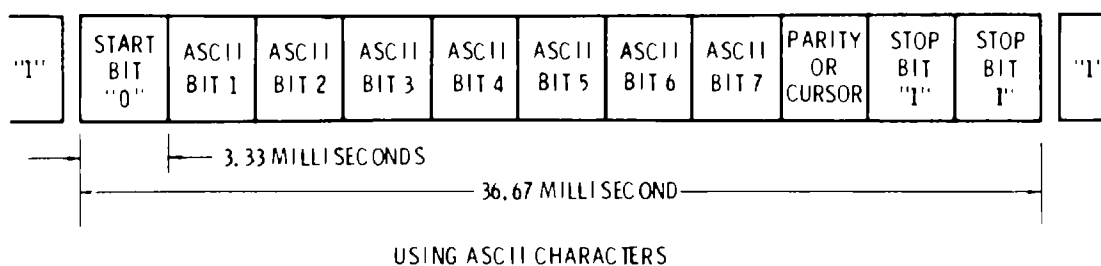 "1"
START BIT "0"
ASCII BIT 1
ASCII BIT 2
ASCII BIT 3
ASCII BIT 4
ASCII BIT 5
ASCII BIT 6
ASCII BIT 7
PARITY OR CURSOR
STOP BIT "1"
STOP BIT 1"
"1"
3.33 MILLISECONDS
36.67 MILLISECOND
USING ASCII CHARACTERS